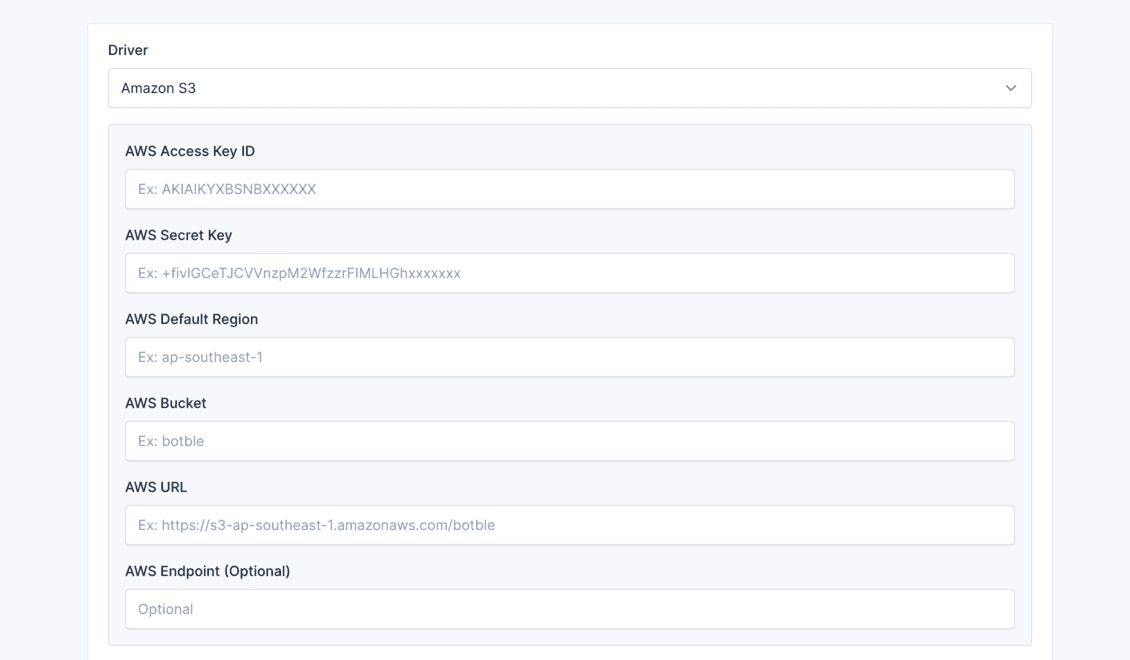 Driver
Amazon S3
AWS Access Key ID
Ex: AKIAIKYXBSNBXXXXXX
AWS Secret Key
Ex: +fivlGCeTJCVVnzpM2WfzzrFIMLHGhxxxxxxx
AWS Default Region
Ex: ap-southeast-1
AWS Bucket
Ex: botble
AWS URL
Ex: https://s3-ap-southeast-1.amazonaws.com/botble
AWS Endpoint (Optional)
Optional